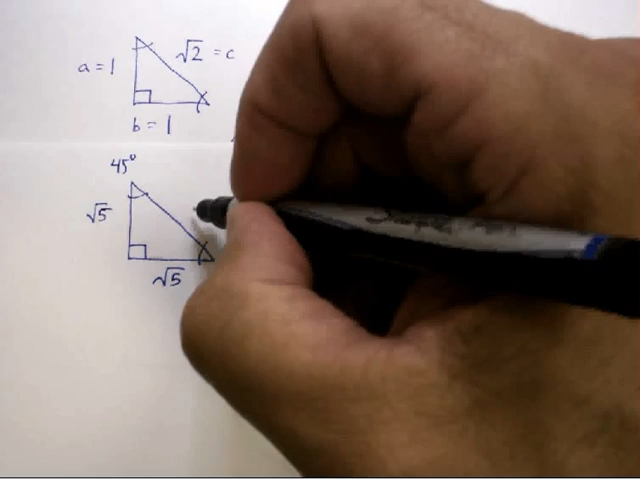 a = 1
√2 = c
b = 1
45°
√5
√5